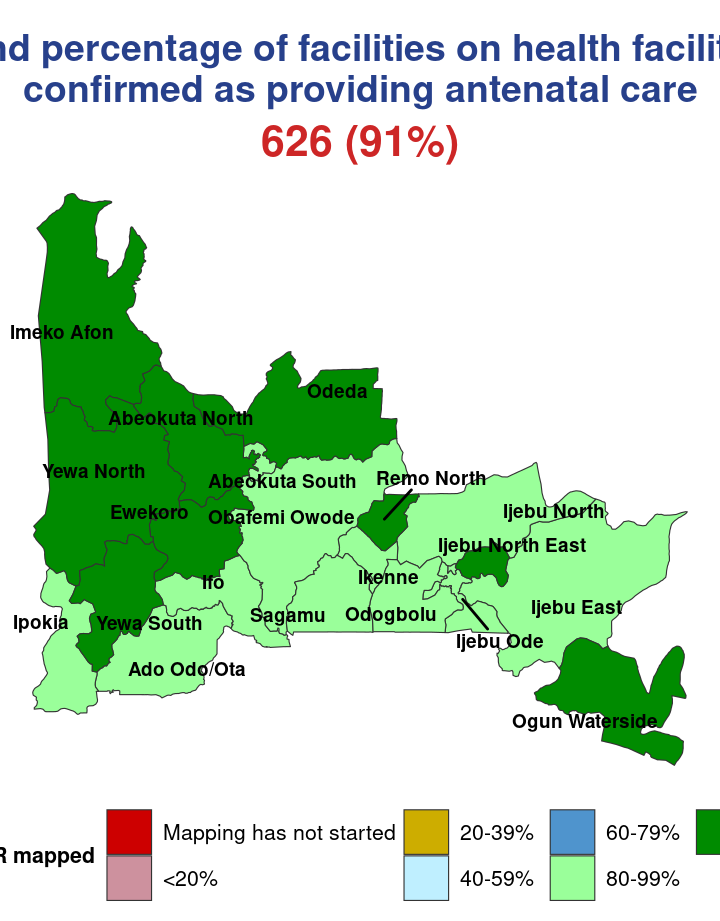 nd percentage of facilities on health facilit
confirmed as providing antenatal care
626 (91%)
Imeko Afon
Odeda
Abeokuta North
Yewa North
Abeokuta South
Remo North
Ewekoro
Obafemi Owode
Ijebu North
Ijebu North East
Ifo
Ikenne
Ipokia
Yewa South
Sagamu
Odogbolu
Ijebu East
Ijebu Ode
Ado Odo/Ota
Ogun Waterside
R mapped
Mapping has not started
20-39%
60-79%
<20%
40-59%
80-99%